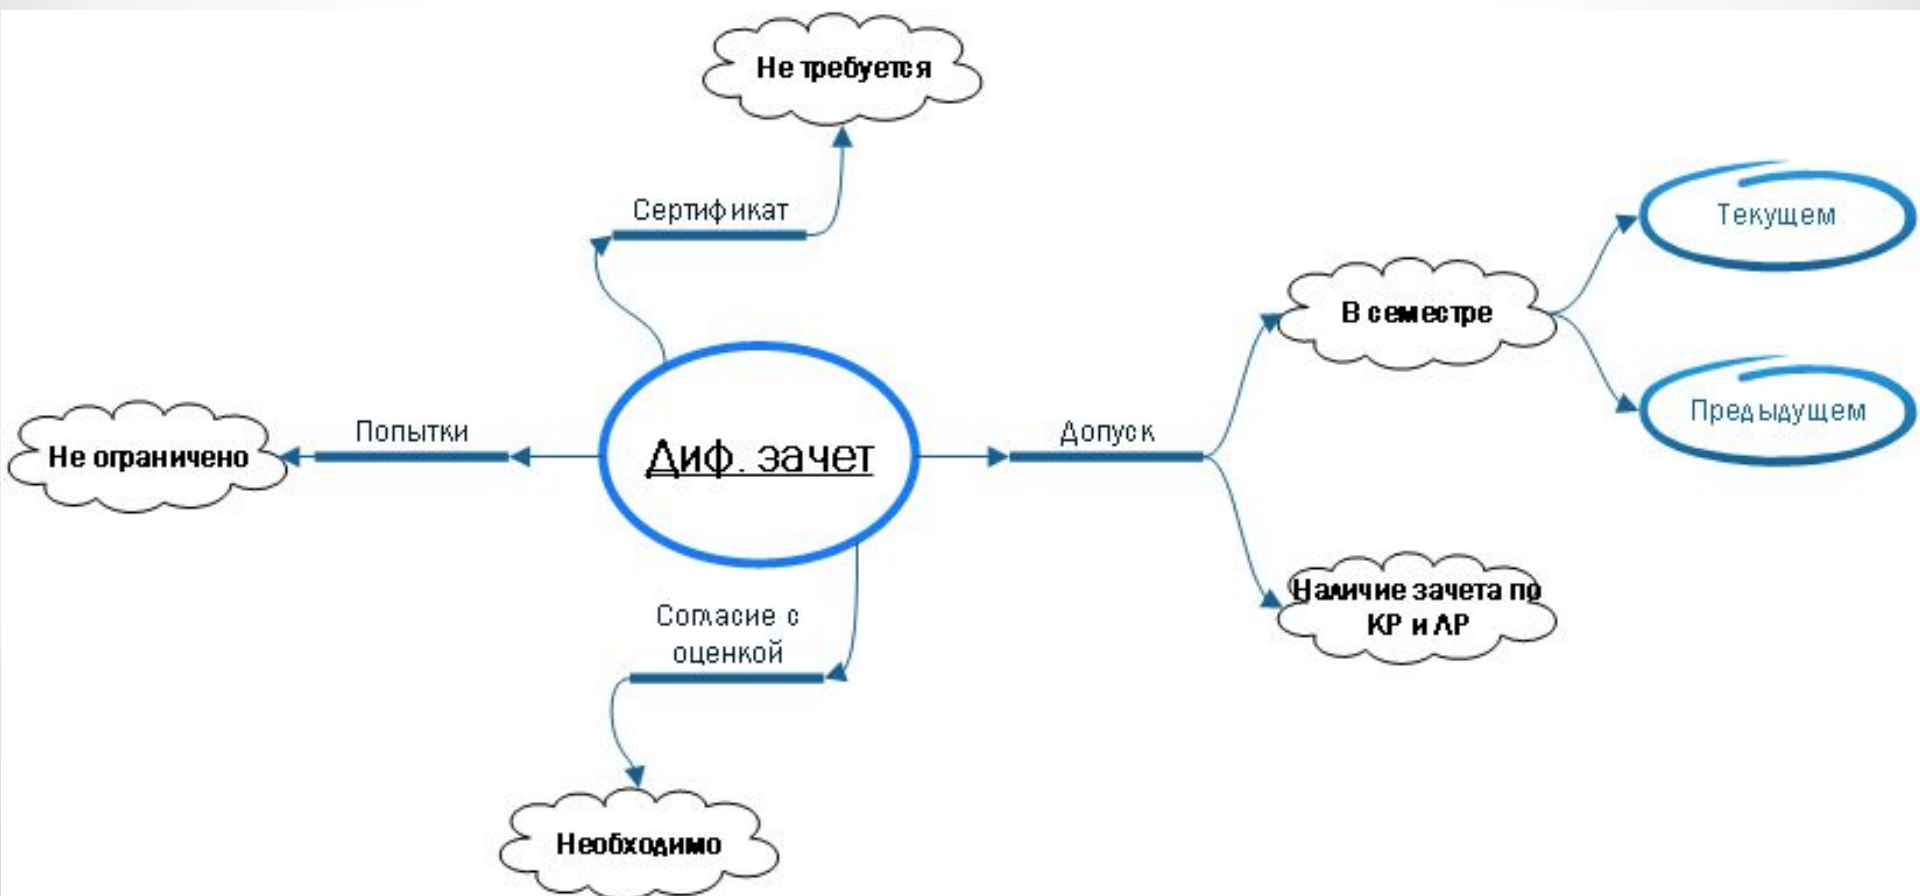 Не требуется
Сертификат
Текущем
В семестре
Предыдущем
Попытки
Допуск
Не ограничено
Диф. зачет
Наличие зачета по
КР и ЛР
Согласие с
оценкой
Необходимо